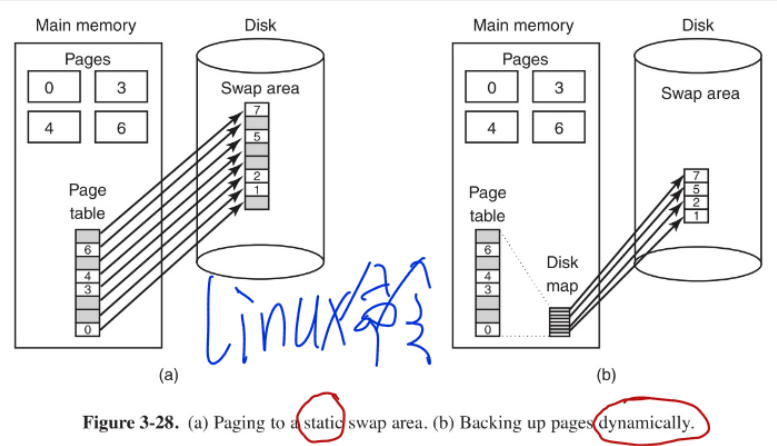 Main memory
Disk
Pages
0 3
4 6
Swap area
7
5
2
1
Page
table
6
4
3
0
(a)
Main memory
Disk
Pages
0 3
4 6
Swap area
7
5
2
1
Page
table
6
4
3
0
Disk
map
(b)
Linux
Figure 3-28. (a) Paging to a static swap area. (b) Backing up pages dynamically.